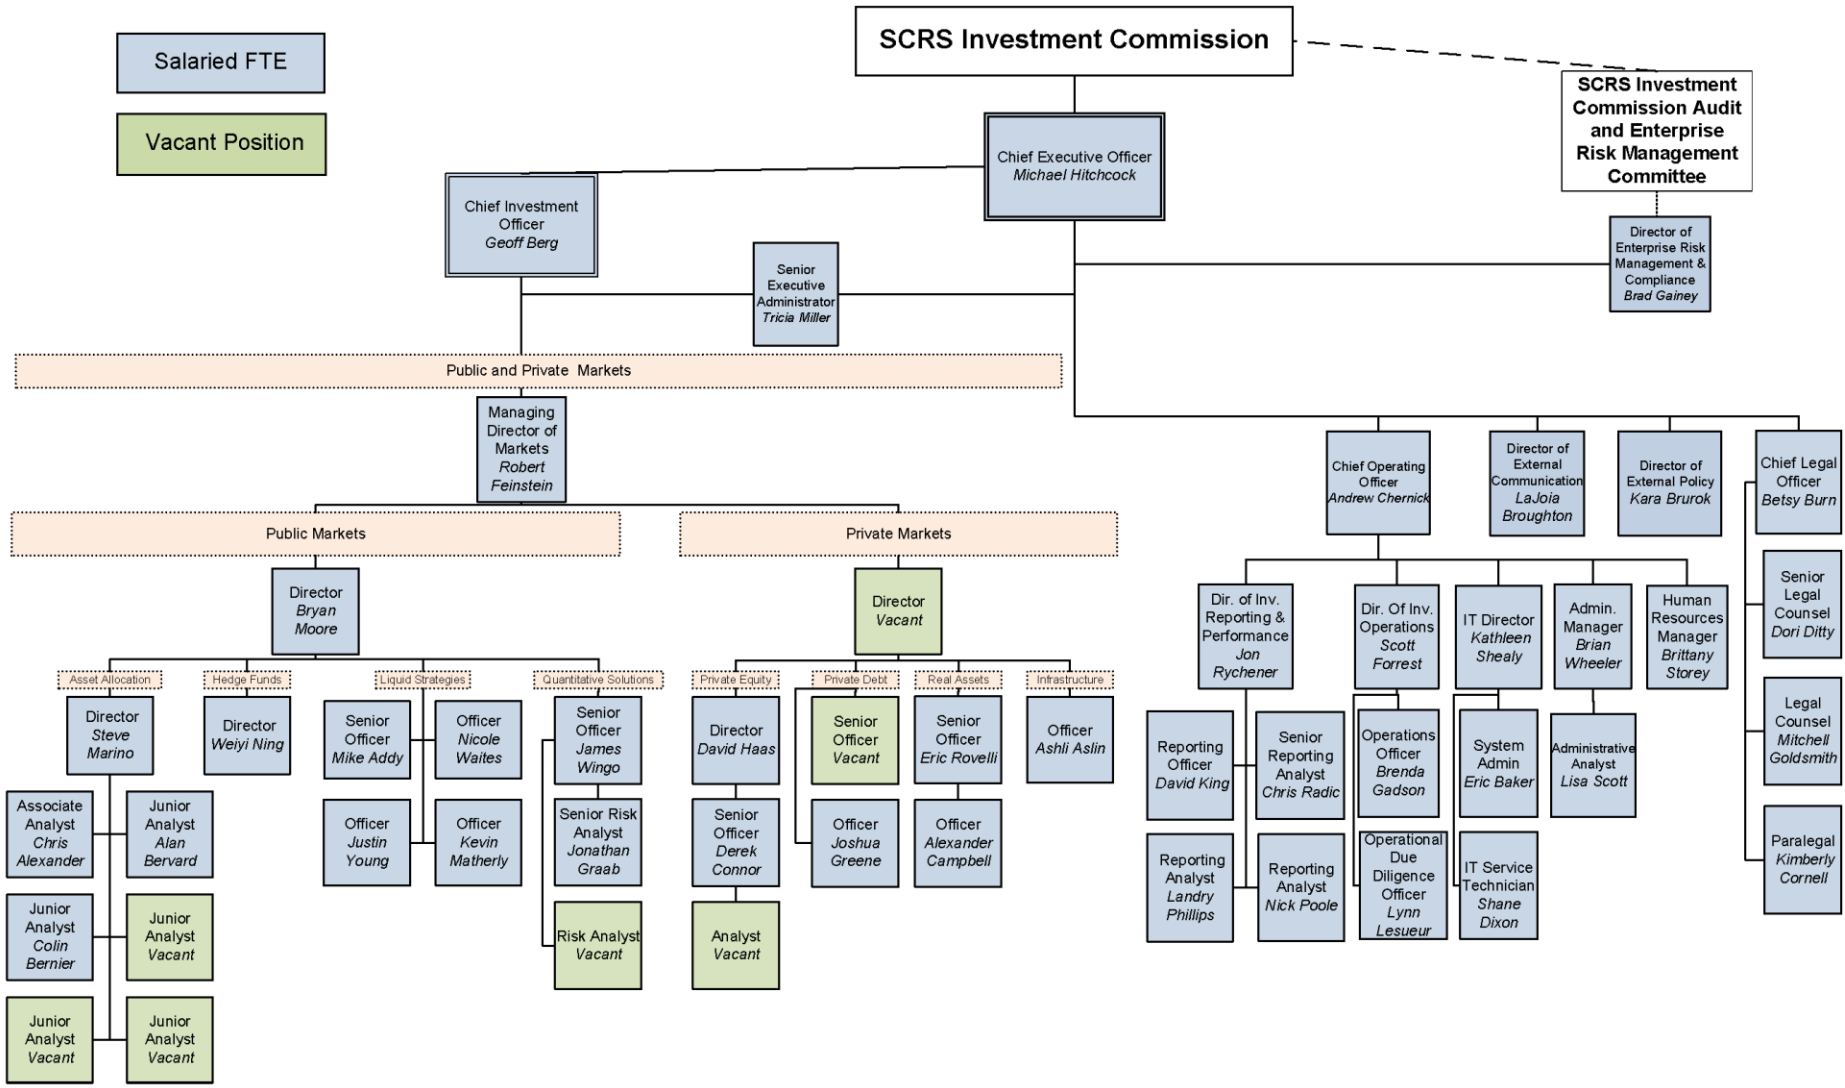 Salaried FTE
Vacant Position
SCRS Investment Commission
SCRS Investment
Commission Audit
and Enterprise
Risk Management
Committee
Chief Executive Officer
Michael Hitchcock
Chief Investment
Officer
Geoff Berg
Senior
Executive
Administrator
Tricia Miller
Director of
Enterprise Risk
Management &
Compliance
Brad Gainey
Public and Private Markets
Managing
Director of
Markets
Robert
Feinstein
Chief Operating
Officer
Andrew Chernick
Director of
External
Communication
LaJoia
Broughton
Director of
External Policy
Kara Brurok
Chief Legal
Officer
Betsy Burn
Public Markets
Private Markets
Director
Bryan
Moore
Director
Vacant
Dir. of Inv.
Reporting &
Performance
Jon
Rychener
Dir. Of Inv.
Operations
Scott
Forrest
IT Director
Kathleen
Shealy
Admin.
Manager
Brian
Wheeler
Human
Resources
Manager
Brittany
Storey
Senior
Legal
Counsel
Dori Ditty
Asset Allocation
Hedge Funds
Liquid Strategies
Quantitative Solutions
Private Equity
Private Debt
Real Assets
Infrastructure
Director
Steve
Marino
Director
Weiyi Ning
Senior
Officer
Mike Addy
Officer
Nicole
Waites
Senior
Officer
James
Wingo
Director
David Haas
Senior
Officer
Vacant
Senior
Officer
Eric Rovelli
Officer
Ashli Aslin
Reporting
Officer
David King
Senior
Reporting
Analyst
Chris Radic
Operations
Officer
Brenda
Gadson
System
Admin
Eric Baker
Administrative
Analyst
Lisa Scott
Legal
Counsel
Mitchell
Goldsmith
Associate
Analyst
Chris
Alexander
Junior
Analyst
Alan
Bervard
Officer
Justin
Young
Officer
Kevin
Matherly
Senior Risk
Analyst
Jonathan
Graab
Senior
Officer
Derek
Connor
Officer
Joshua
Greene
Officer
Alexander
Campbell
Reporting
Analyst
Landry
Phillips
Reporting
Analyst
Nick Poole
Operational
Due
Diligence
Officer
Lynn
Lesueur
IT Service
Technician
Shane
Dixon
Paralegal
Kimberly
Cornell
Junior
Analyst
Colin
Bernier
Junior
Analyst
Vacant
Risk Analyst
Vacant
Analyst
Vacant
Junior
Analyst
Vacant
Junior
Analyst
Vacant